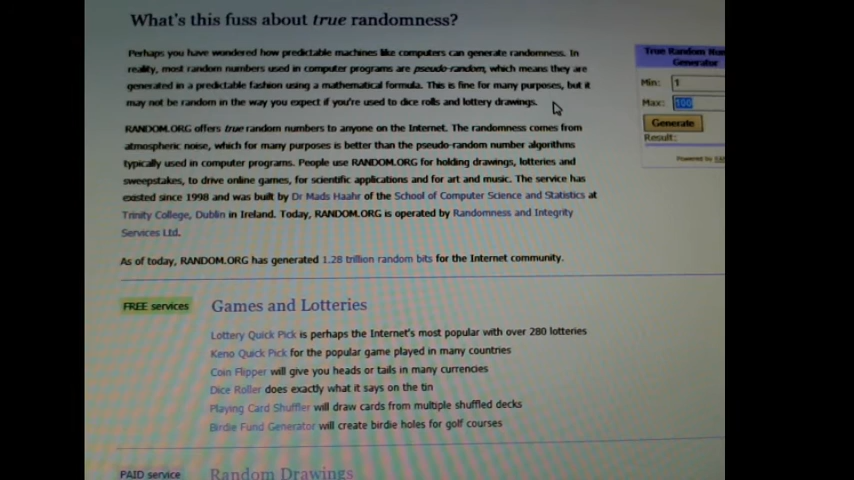 What's this fuss about true randomness?
Perhaps you have wondered how predictable machines like computers can generate randomness. In
reality, most random numbers used in computer programs are pseudo-random, which means they are
generated in a predictable fashion using a mathematical formula. This is fine for many purposes, but it
may not be random in the way you expect if you're used to dice rolls and lottery drawings.
RANDOM.ORG offers true random numbers to anyone on the Internet. The randomness comes from
atmospheric noise, which for many purposes is better than the pseudo-random number algorithms
typically used in computer programs. People use RANDOM.ORG for holding drawings, lotteries and
sweepstakes, to drive online games, for scientific applications and for art and music. The service has
existed since 1998 and was built by Dr Mads Haahr of the School of Computer Science and Statistics at
Trinity College, Dublin in Ireland. Today, RANDOM.ORG is operated by Randomness and Integrity
Services Ltd.
As of today, RANDOM.ORG has generated 1.28 trillion random bits for the Internet community.
True Random Num
Generator
Min: 1
Max: 100
Generate
Result:
Powered by
FREE services
Games and Lotteries
Lottery Quick Pick is perhaps the Internet's most popular with over 280 lotteries
Keno Quick Pick for the popular game played in many countries
Coin Flipper will give you heads or tails in many currencies
Dice Roller does exactly what it says on the tin
Playing Card Shuffler will draw cards from multiple shuffled decks
Birdie Fund Generator will create birdie holes for golf courses
PAID service
Random Drawings